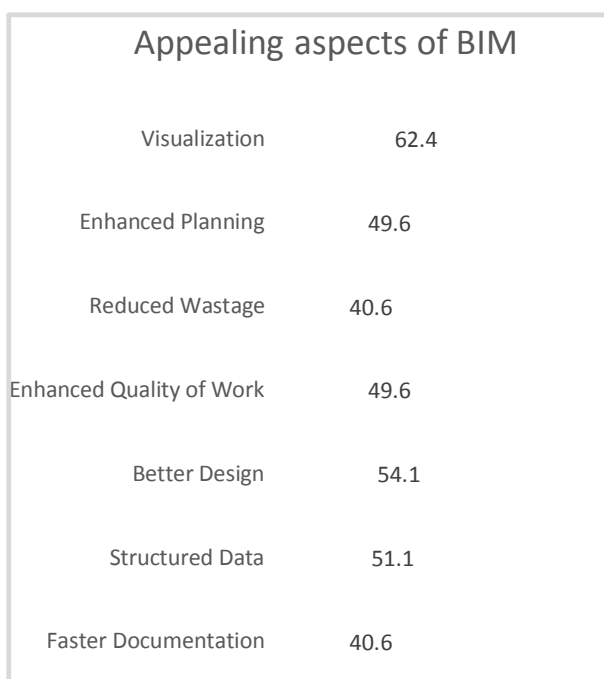 Appealing aspects of BIM
Visualization 62.4
Enhanced Planning 49.6
Reduced Wastage 40.6
Enhanced Quality of Work 49.6
Better Design 54.1
Structured Data 51.1
Faster Documentation 40.6